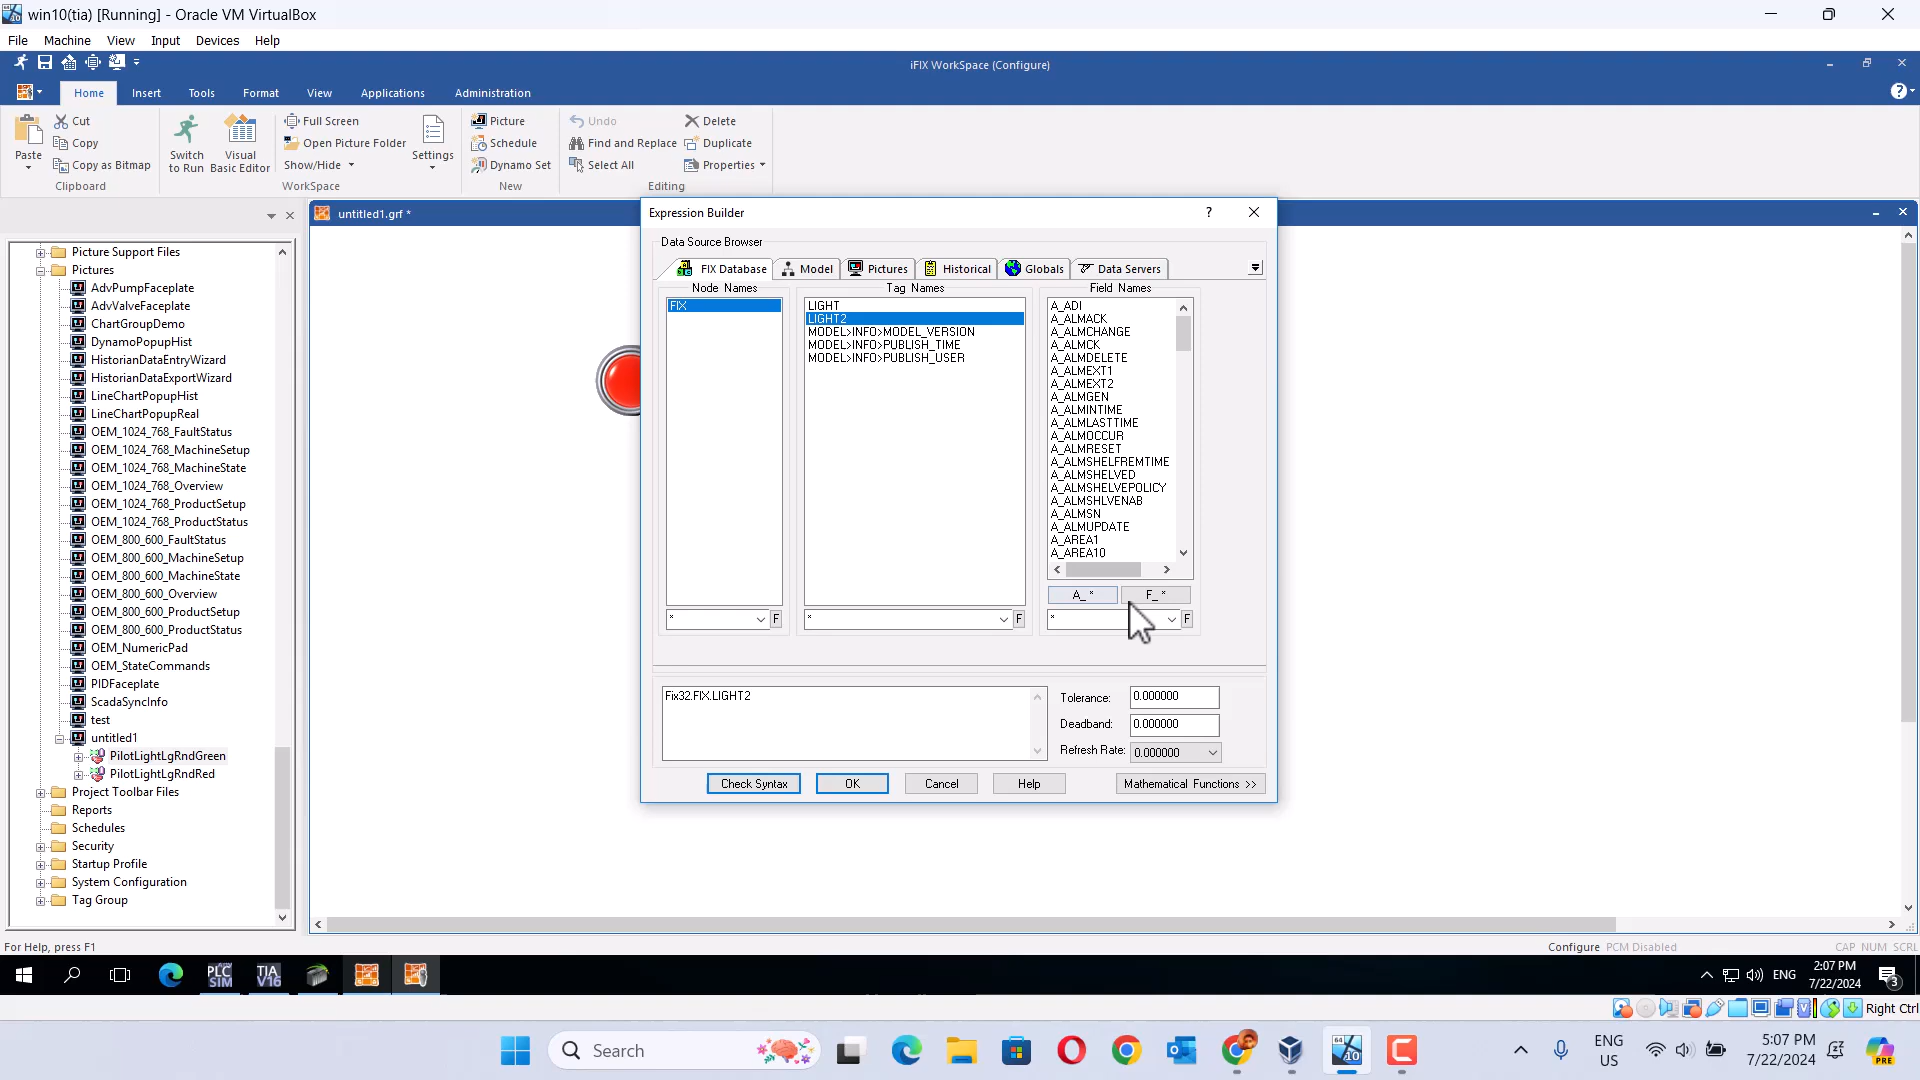 win10(tia) [Running] - Oracle VM VirtualBox
File Machine View Input Devices Help
iFIX WorkSpace (Configure)
Home Insert Tools Format View Applications Administration
Paste
Cut
Copy
Copy as Bitmap
Clipboard
Switch to Run
Visual Basic Editor
Full Screen
Open Picture Folder
Show/Hide
Settings
WorkSpace
Picture
Schedule
Dynamo Set
New
Undo
Find and Replace
Select All
Delete
Duplicate
Properties
Editing
Picture Support Files
Pictures
AdvPumpFaceplate
AdvValveFaceplate
ChartGroupDemo
DynamoPopupHist
HistorianDataEntryWizard
HistorianDataExportWizard
LineChartPopupHist
LineChartPopupReal
OEM_1024_768_FaultStatus
OEM_1024_768_MachineSetup
OEM_1024_768_MachineState
OEM_1024_768_Overview
OEM_1024_768_ProductSetup
OEM_1024_768_ProductStatus
OEM_800_600_FaultStatus
OEM_800_600_MachineSetup
OEM_800_600_MachineState
OEM_800_600_Overview
OEM_800_600_ProductSetup
OEM_800_600_ProductStatus
OEM_NumericPad
OEM_StateCommands
PIDFaceplate
ScadaSyncInfo
test
untitled1
PilotLightLgRndGreen
PilotLightLgRndRed
Project Toolbar Files
Reports
Schedules
Security
Startup Profile
System Configuration
Tag Group
untitled1.grf *
Expression Builder ?
Data Source Browser
FIX Database Model Pictures Historical Globals Data Servers
Node Names
FIX
* F
Tag Names
LIGHT
LIGHT2
MODEL>INFO>MODEL_VERSION
MODEL>INFO>PUBLISH_TIME
MODEL>INFO>PUBLISH_USER
* F
Field Names
A_ADI
A_ALMACK
A_ALMCHANGE
A_ALMCK
A_ALMDELETE
A_ALMEXT1
A_ALMEXT2
A_ALMGEN
A_ALMINTIME
A_ALMLASTTIME
A_ALMOCCUR
A_ALMRESET
A_ALMSHELFREMTIME
A_ALMSHELVED
A_ALMSHELVEPOLICY
A_ALMSHLVENAB
A_ALMSN
A_ALMUPDATE
A_AREA1
A_AREA10
A_ * F_ *
* F
Fix32.FIX.LIGHT2
Tolerance: 0.000000
Deadband: 0.000000
Refresh Rate: 0.000000
Check Syntax OK Cancel Help Mathematical Functions >>
For Help, press F1
Configure PCM Disabled CAP NUM SCRL
PLC SIM
TIA V16
ENG
2:07 PM
7/22/2024
3
Right Ctrl
Search
64
10
ENG
US
5:07 PM
7/22/2024
PRE